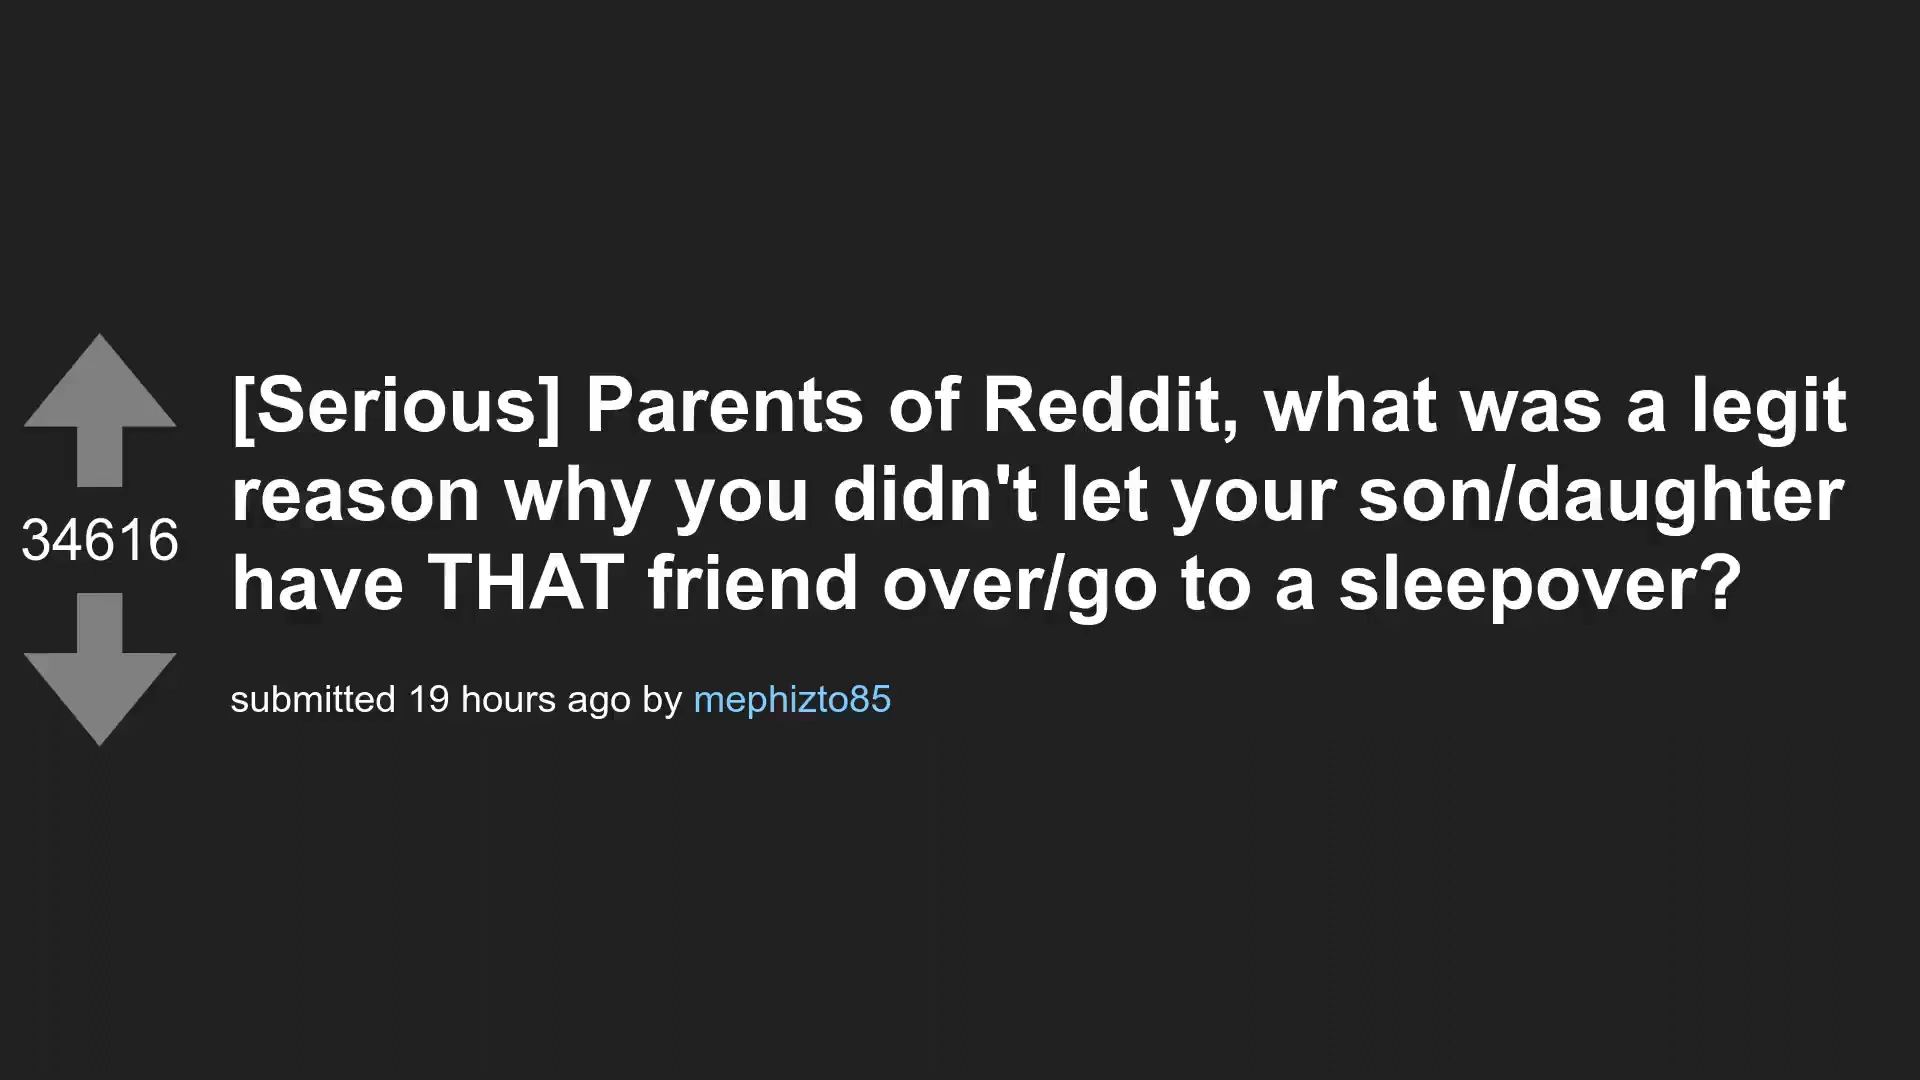 [Serious] Parents of Reddit, what was a legit
reason why you didn't let your son/daughter
34616
have THAT friend over/go to a sleepover?
submitted 19 hours ago by mephizto85